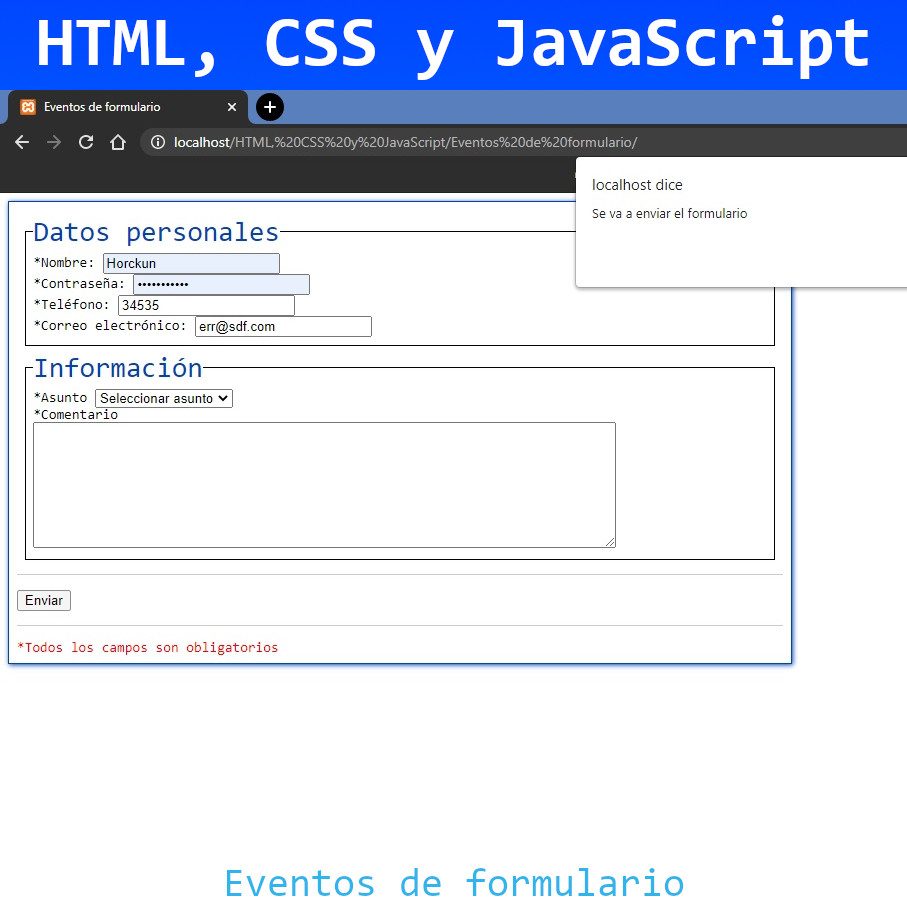 HTML, CSS y JavaScript
Eventos de formulario
localhost/HTML,%20CSS%20y%20JavaScript/Eventos%20de%20formulario/
localhost dice
Se va a enviar el formulario
Datos personales
*Nombre: Horckun
*Contraseña: •••••••••••
*Teléfono: 34535
*Correo electrónico: err@sdf.com
Información
*Asunto Seleccionar asunto
*Comentario
Enviar
*Todos los campos son obligatorios
Eventos de formulario